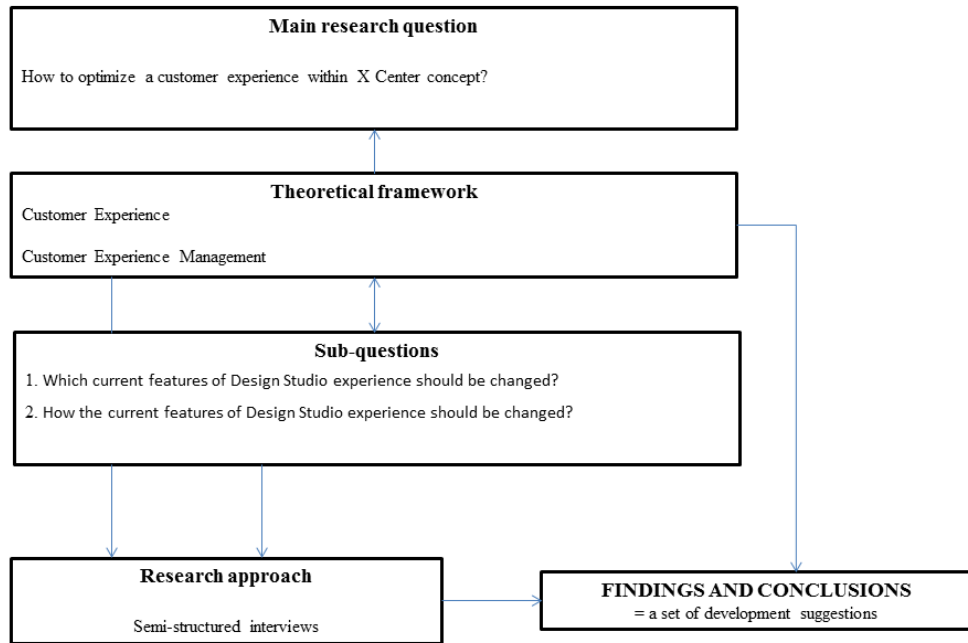 Main research question
How to optimize a customer experience within X Center concept?
Theoretical framework
Customer Experience
Customer Experience Management
Sub-questions
1. Which current features of Design Studio experience should be changed?
2. How the current features of Design Studio experience should be changed?
Research approach
Semi-structured interviews
FINDINGS AND CONCLUSIONS
= a set of development suggestions